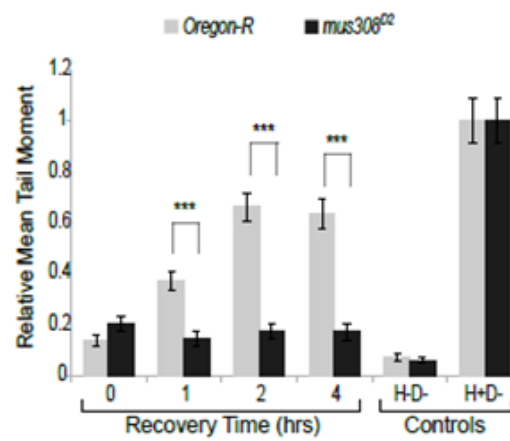 Oregon-R mus308ᴰ²
Relative Mean Tail Moment
1.2
1
0.8
0.6
0.4
0.2
0
***
***
***
0 1 2 4 H-D- H+D-
Recovery Time (hrs) Controls